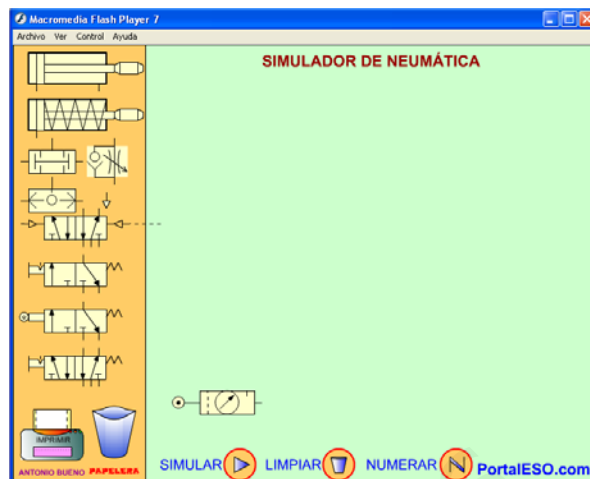 Macromedia Flash Player 7
Archivo Ver Control Ayuda
SIMULADOR DE NEUMÁTICA
IMPRIMIR
ANTONIO BUENO PAPELERA
SIMULAR LIMPIAR NUMERAR N PortalESO.com